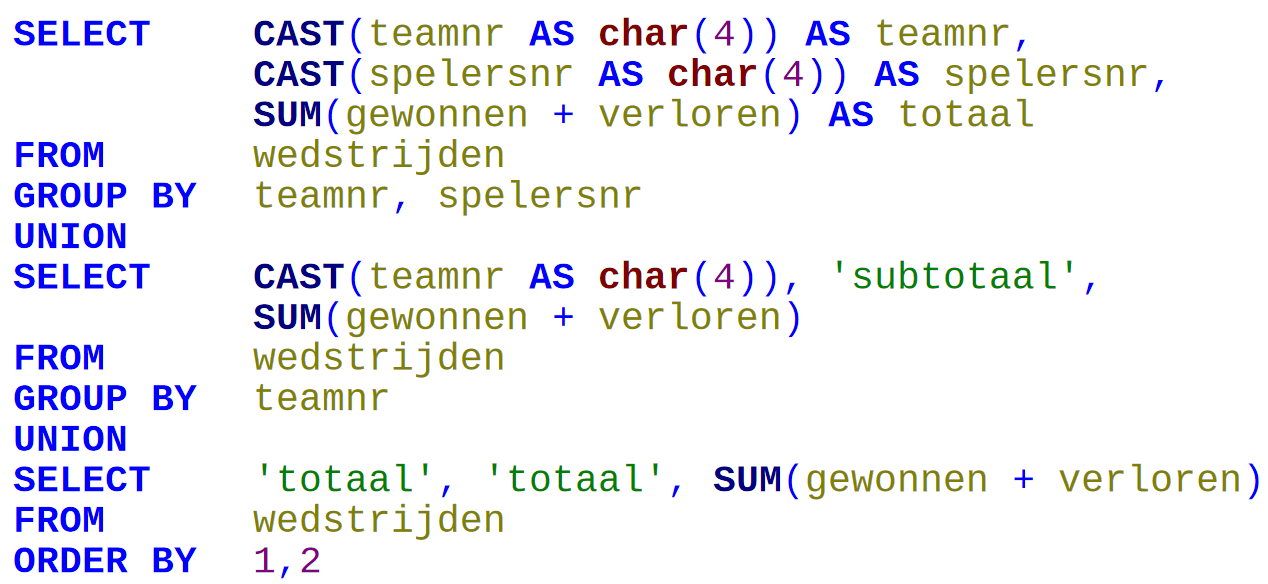 SELECT CAST(teamnr AS char(4)) AS teamnr,
CAST(spelersnr AS char(4)) AS spelersnr,
SUM(gewonnen + verloren) AS totaal
FROM wedstrijden
GROUP BY teamnr, spelersnr
UNION
SELECT CAST(teamnr AS char(4)), 'subtotaal',
SUM(gewonnen + verloren)
FROM wedstrijden
GROUP BY teamnr
UNION
SELECT 'totaal', 'totaal', SUM(gewonnen + verloren)
FROM wedstrijden
ORDER BY 1,2